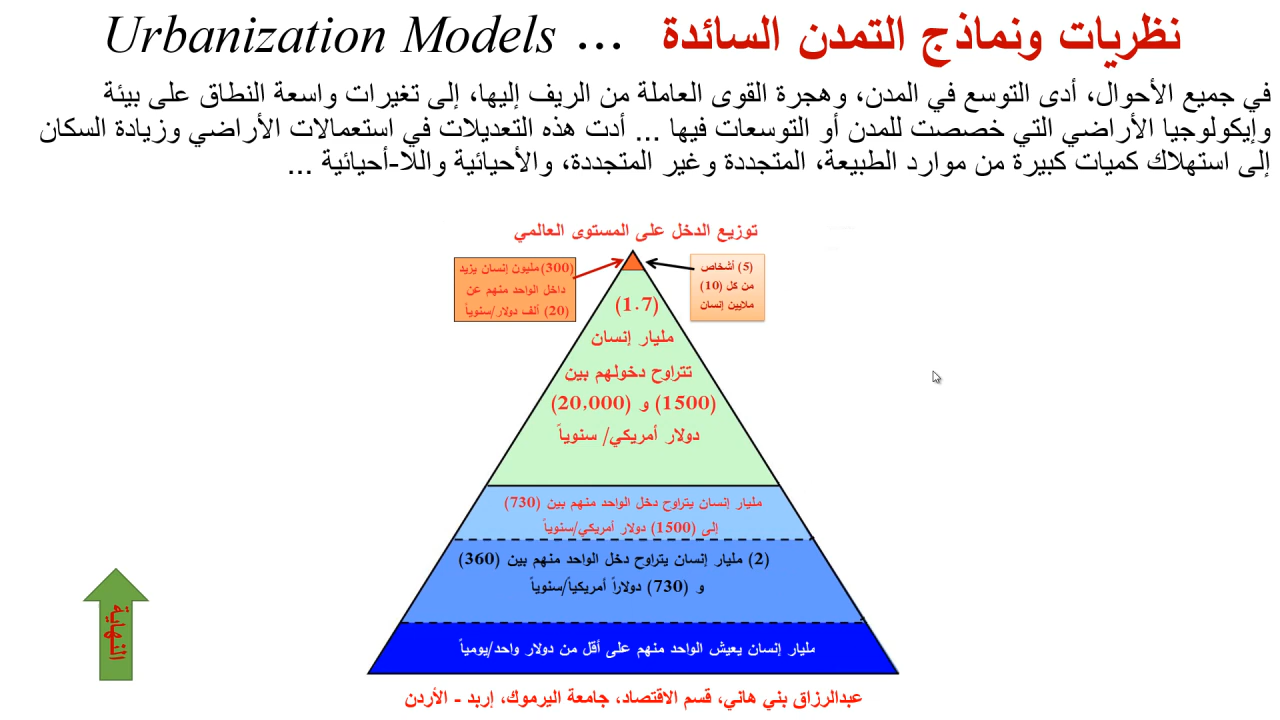 نظريات ونماذج التمدن السائدة ... Urbanization Models
في جميع الأحوال، أدى التوسع في المدن، وهجرة القوى العاملة من الريف إليها، إلى تغيرات واسعة النطاق على بيئة
وإيكولوجيا الأراضي التي خصصت للمدن أو التوسعات فيها ... أدت هذه التعديلات في استعمالات الأراضي وزيادة السكان
إلى استهلاك كميات كبيرة من موارد الطبيعة، المتجددة وغير المتجددة، والأحيائية واللا-أحيائية ...
توزيع الدخل على المستوى العالمي
(5) أشخاص
من كل (10)
ملايين إنسان
(300) مليون إنسان يزيد
داخل الواحد منهم عن
(20) ألف دولار/سنوياً
(1.7)
مليار إنسان
تتراوح دخولهم بين
(1500) و (20,000)
دولار أمريكي/ سنوياً
مليار إنسان يتراوح دخل الواحد منهم بين (730)
إلى (1500) دولار أمريكي/سنوياً
(2) مليار إنسان يتراوح دخل الواحد منهم بين (360)
و (730) دولاراً أمريكياً/سنوياً
مليار إنسان يعيش الواحد منهم على أقل من دولار واحد/يومياً
النهاية
عبدالرزاق بني هاني، قسم الاقتصاد، جامعة اليرموك، إربد - الأردن